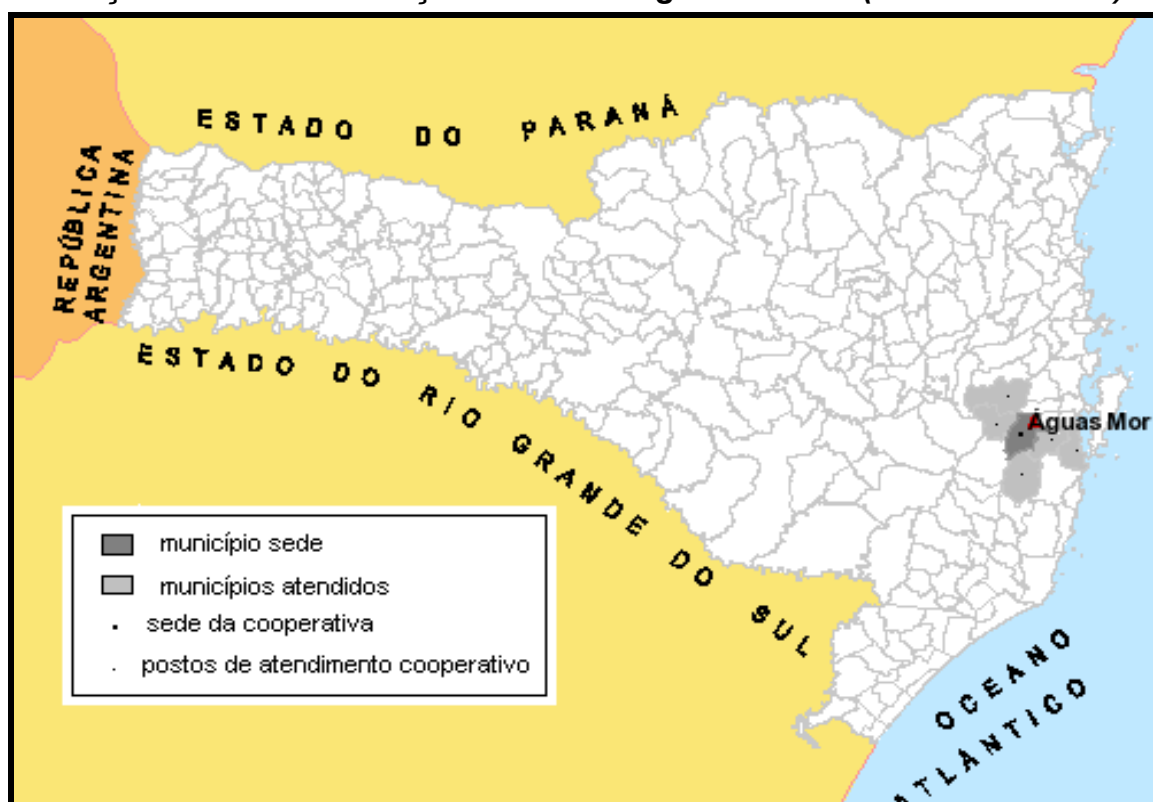 ESTADO DO PARANÁ
REPÚBLICA
ARGENTINA
ESTADO DO RIO GRANDE DO SUL
Águas Mor
município sede
municípios atendidos
sede da cooperativa
postos de atendimento cooperativo
OCEANO
ATLANTICO